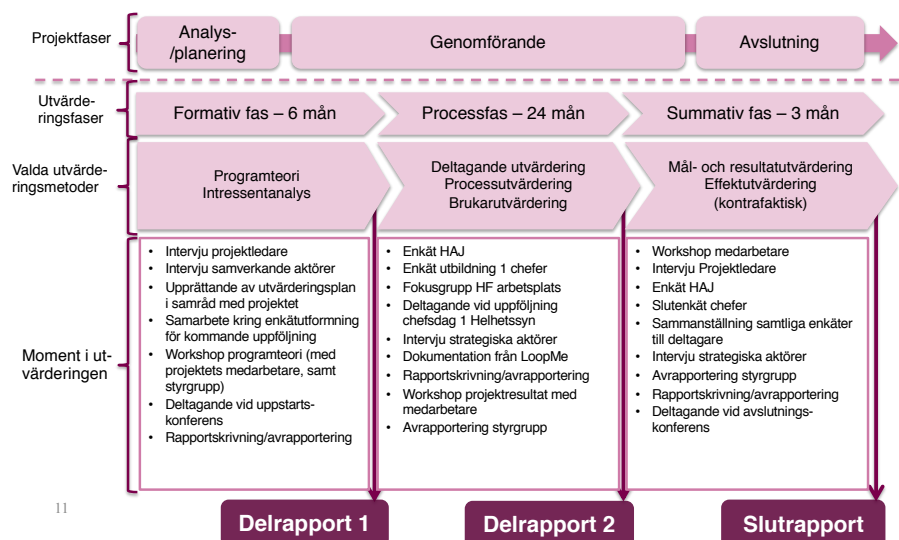 Projektfaser
Analys-
/planering
Genomförande
Avslutning
Utvärde-
ringsfaser
Formativ fas – 6 mån
Processfas – 24 mån
Summativ fas – 3 mån
Valda utvärde-
ringsmetoder
Programteori
Intressentanalys
Deltagande utvärdering
Processutvärdering
Brukarutvärdering
Mål- och resultatutvärdering
Effektutvärdering
(kontrafaktisk)
Moment i ut-
värderingen
• Intervju projektledare
• Intervju samverkande aktörer
• Upprättande av utvärderingsplan
i samråd med projektet
• Samarbete kring enkätutformning
för kommande uppföljning
• Workshop programteori (med
projektets medarbetare, samt
styrgrupp)
• Deltagande vid uppstarts-
konferens
• Rapportskrivning/avrapportering
• Enkät HAJ
• Enkät utbildning 1 chefer
• Fokusgrupp HF arbetsplats
• Deltagande vid uppföljning
chefsdag 1 Helhetssyn
• Intervju strategiska aktörer
• Dokumentation från LoopMe
• Rapportskrivning/avrapportering
• Workshop projektresultat med
medarbetare
• Avrapportering styrgrupp
• Workshop medarbetare
• Intervju Projektledare
• Enkät HAJ
• Slutenkät chefer
• Sammanställning samtliga enkäter
till deltagare
• Intervju strategiska aktörer
• Avrapportering styrgrupp
• Rapportskrivning/avrapportering
• Deltagande vid avslutnings-
konferens
11
Delrapport 1
Delrapport 2
Slutrapport